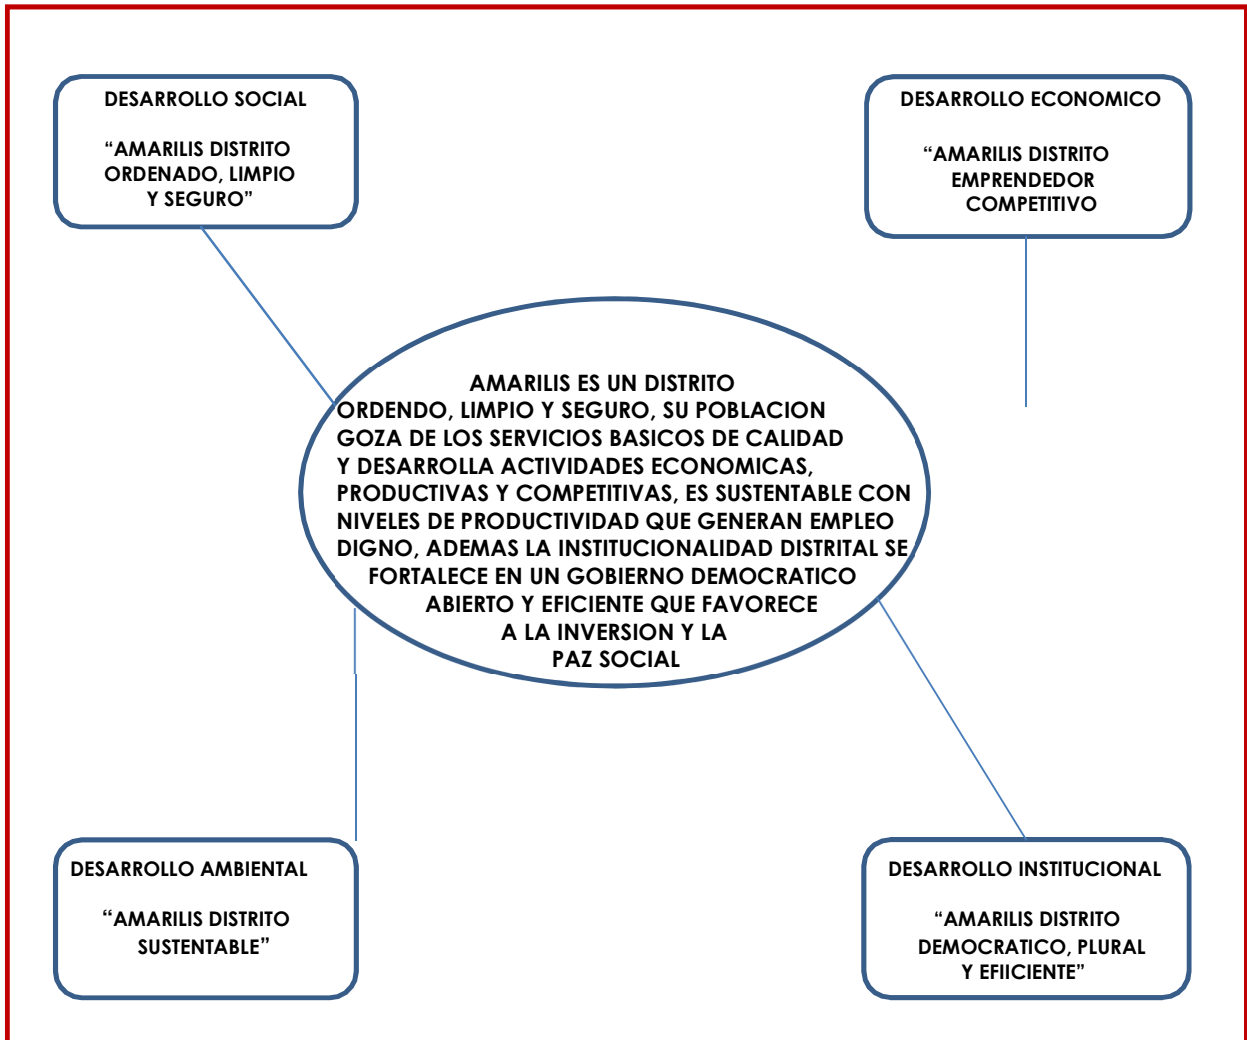 DESARROLLO SOCIAL
“AMARILIS DISTRITO
ORDENADO, LIMPIO
Y SEGURO”
DESARROLLO ECONOMICO
“AMARILIS DISTRITO
EMPRENDEDOR
COMPETITIVO
AMARILIS ES UN DISTRITO
ORDENDO, LIMPIO Y SEGURO, SU POBLACION
GOZA DE LOS SERVICIOS BASICOS DE CALIDAD
Y DESARROLLA ACTIVIDADES ECONOMICAS,
PRODUCTIVAS Y COMPETITIVAS, ES SUSTENTABLE CON
NIVELES DE PRODUCTIVIDAD QUE GENERAN EMPLEO
DIGNO, ADEMAS LA INSTITUCIONALIDAD DISTRITAL SE
FORTALECE EN UN GOBIERNO DEMOCRATICO
ABIERTO Y EFICIENTE QUE FAVORECE
A LA INVERSION Y LA
PAZ SOCIAL
DESARROLLO AMBIENTAL
“AMARILIS DISTRITO
SUSTENTABLE”
DESARROLLO INSTITUCIONAL
“AMARILIS DISTRITO
DEMOCRATICO, PLURAL
Y EFIICIENTE”